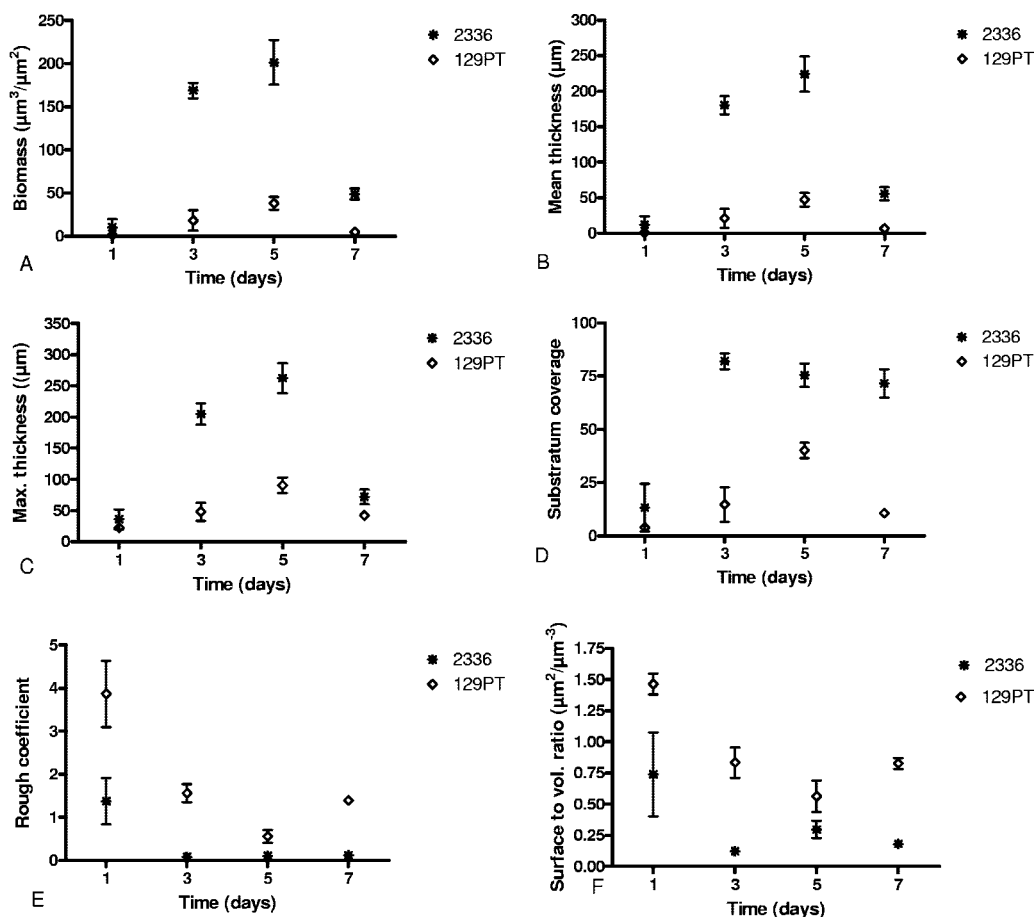 Biomass (μm³/μm²)
250
200
150
100
50
0
1 3 5 7
Time (days)
A
2336
129PT
Mean thickness (μm)
300
250
200
150
100
50
0
1 3 5 7
Time (days)
B
2336
129PT
Max. thickness ((μm)
350
300
250
200
150
100
50
0
1 3 5 7
Time (days)
C
2336
129PT
Substratum coverage
100
75
50
25
0
1 3 5 7
Time (days)
D
2336
129PT
Rough coefficient
5
4
3
2
1
0
1 3 5 7
Time (days)
E
2336
129PT
Surface to vol. ratio (μm²/μm⁻³)
1.75
1.50
1.25
1.00
0.75
0.50
0.25
0.00
1 3 5 7
Time (days)
F
2336
129PT